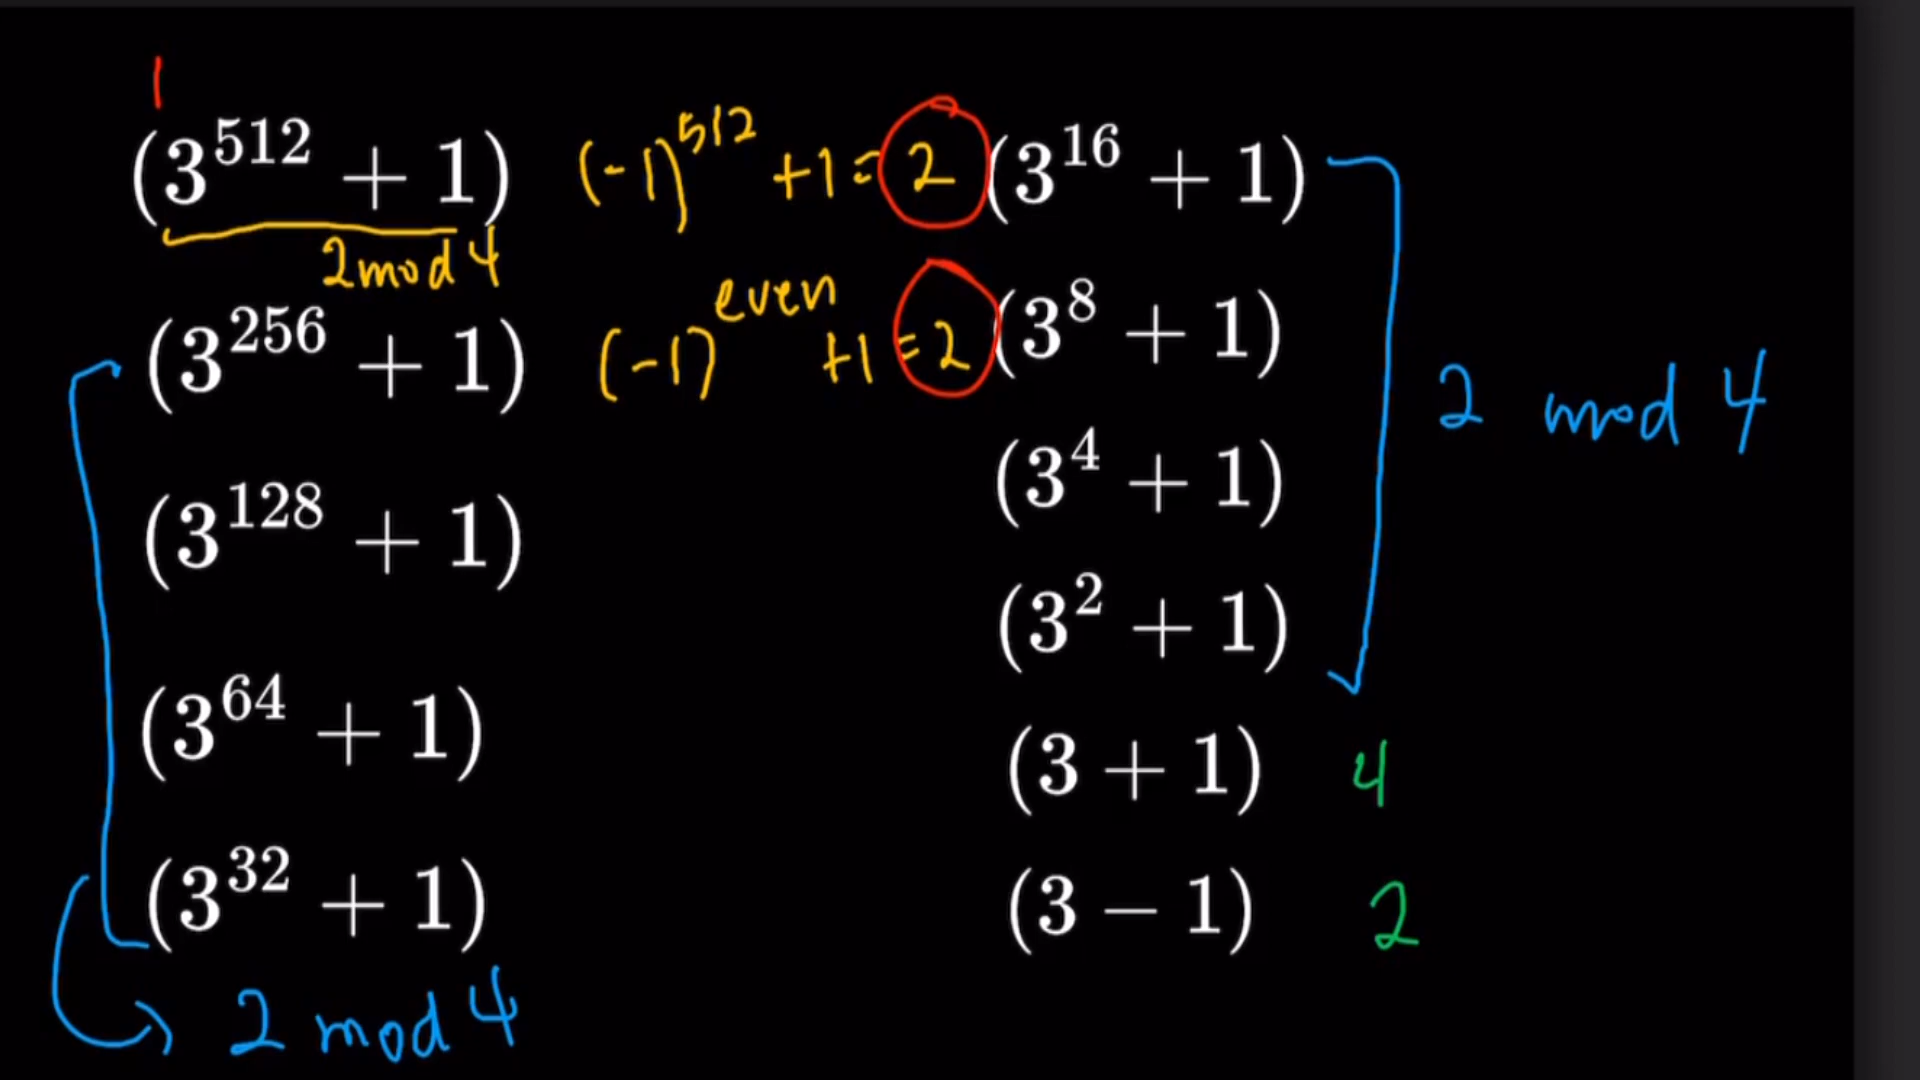 1
(3^512 + 1) (-1)^512 +1 = 2 (3^16 + 1)
2 mod 4
(3^256 + 1) (-1)^even +1 = 2 (3^8 + 1)
2 mod 4
(3^4 + 1)
(3^128 + 1)
(3^2 + 1)
(3^64 + 1)
(3 + 1) 4
(3^32 + 1)
(3 − 1) 2
2 mod 4